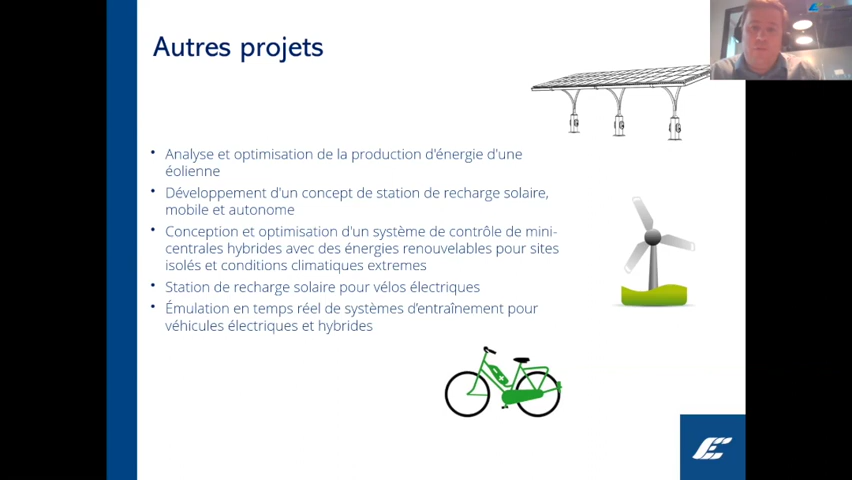 Autres projets
• Analyse et optimisation de la production d'énergie d'une
éolienne
• Développement d'un concept de station de recharge solaire,
mobile et autonome
• Conception et optimisation d'un système de contrôle de mini-
centrales hybrides avec des énergies renouvelables pour sites
isolés et conditions climatiques extremes
• Station de recharge solaire pour vélos électriques
• Émulation en temps réel de systèmes d'entraînement pour
véhicules électriques et hybrides